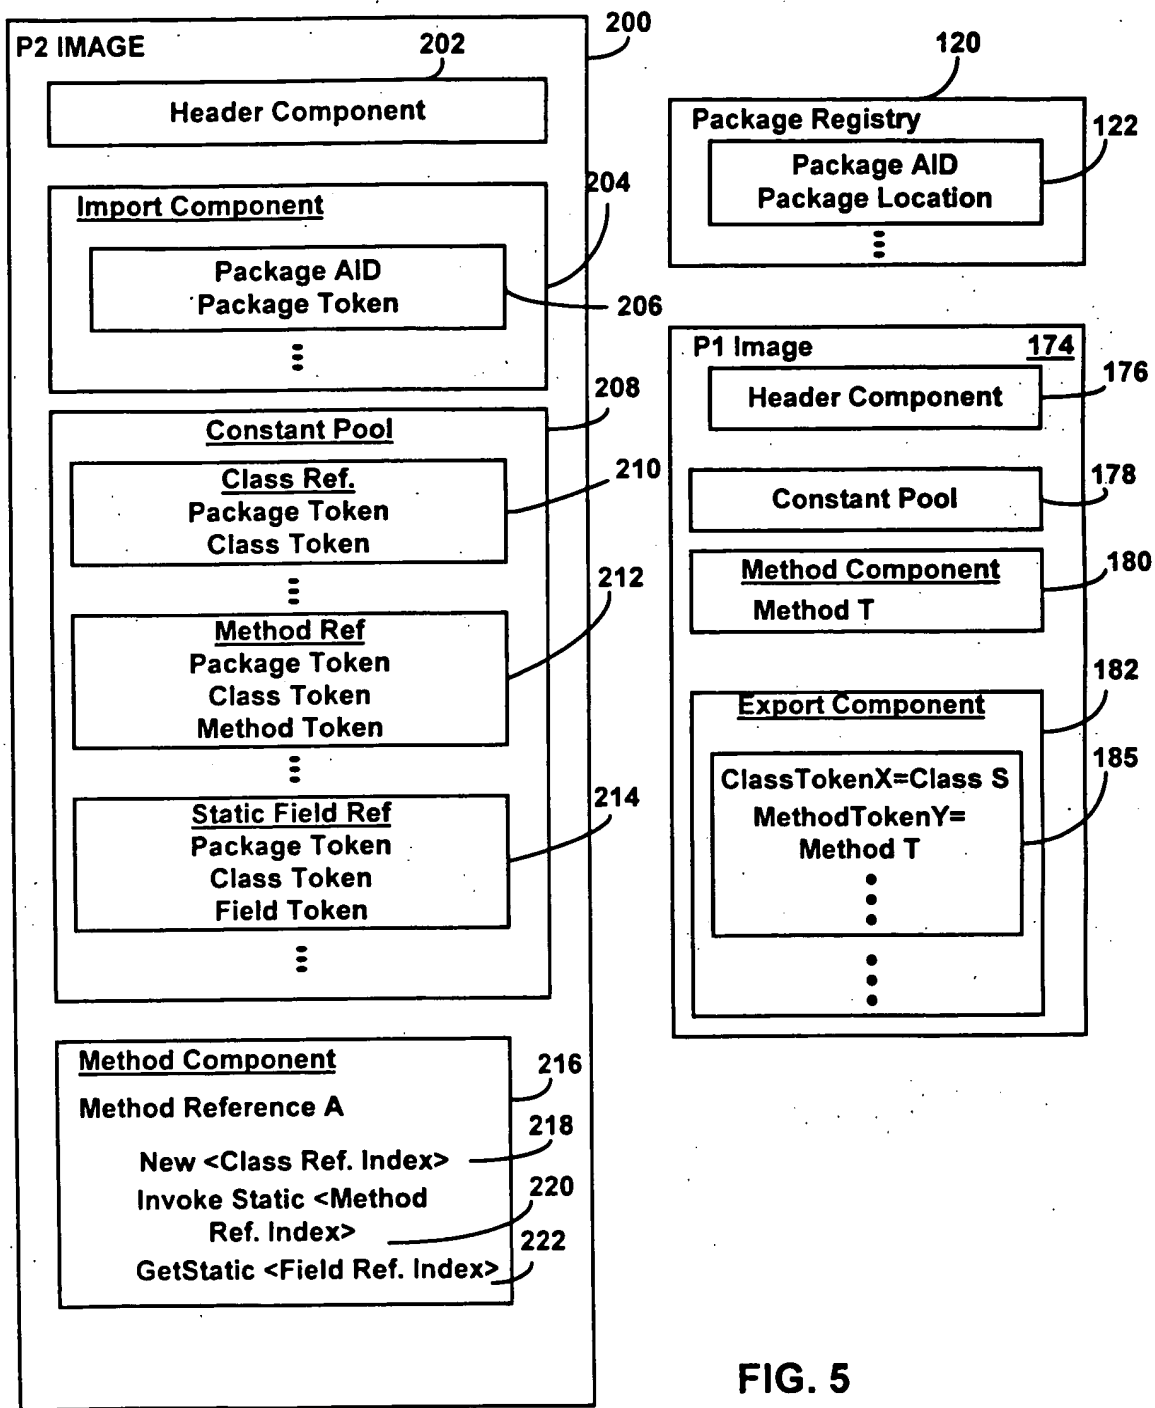 P2 IMAGE
200
202
Header Component
204
Import Component
Package AID
Package Token
206
208
Constant Pool
Class Ref.
210
Package Token
Class Token
212
Method Ref
Package Token
Class Token
Method Token
214
Static Field Ref
Package Token
Class Token
Field Token
Method Component
216
Method Reference A
218
New <Class Ref. Index>
220
Invoke Static <Method
Ref. Index>
222
GetStatic <Field Ref. Index>
120
Package Registry
122
Package AID
Package Location
P1 Image
174
176
Header Component
178
Constant Pool
180
Method Component
Method T
182
Export Component
185
ClassTokenX=Class S
MethodTokenY=
Method T
FIG. 5